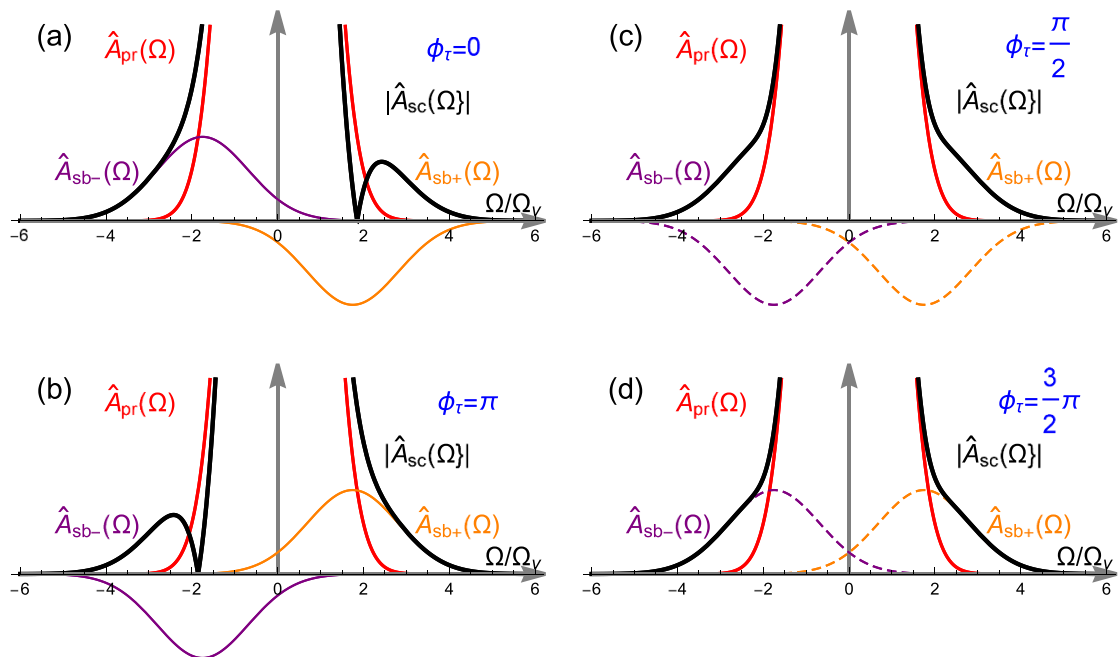 (a)
Â_pr(Ω)
ϕ_τ=0
|Â_sc(Ω}|
Â_sb−(Ω)
Â_sb+(Ω)
Ω/Ω_γ
−6 −4 −2 0 2 4 6
(c)
Â_pr(Ω)
ϕ_τ=π/2
|Â_sc(Ω}|
Â_sb−(Ω)
Â_sb+(Ω)
Ω/Ω_γ
−6 −4 −2 0 2 4 6
(b)
Â_pr(Ω)
ϕ_τ=π
|Â_sc(Ω}|
Â_sb−(Ω)
Â_sb+(Ω)
Ω/Ω_γ
−6 −4 −2 0 2 4 6
(d)
Â_pr(Ω)
ϕ_τ=3/2π
|Â_sc(Ω}|
Â_sb−(Ω)
Â_sb+(Ω)
Ω/Ω_γ
−6 −4 −2 0 2 4 6